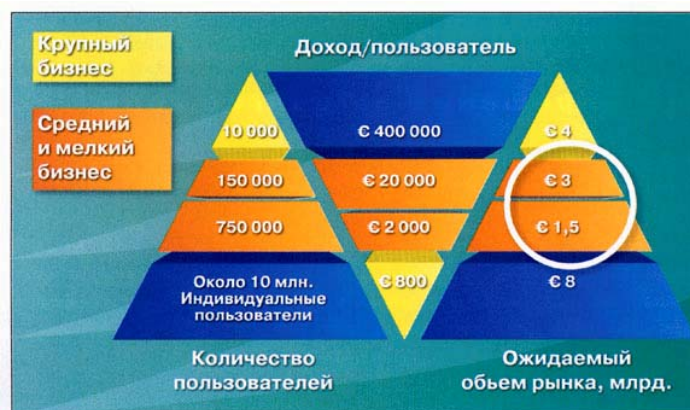 Крупный
бизнес
Доход/пользователь
Средний
и мелкий
бизнес
10 000
€ 400 000
€ 4
150 000
€ 20 000
€ 3
750 000
€ 2 000
€ 1,5
Около 10 млн.
Индивидуальные
пользователи
€ 800
€ 8
Количество
пользователей
Ожидаемый
обьем рынка, млрд.